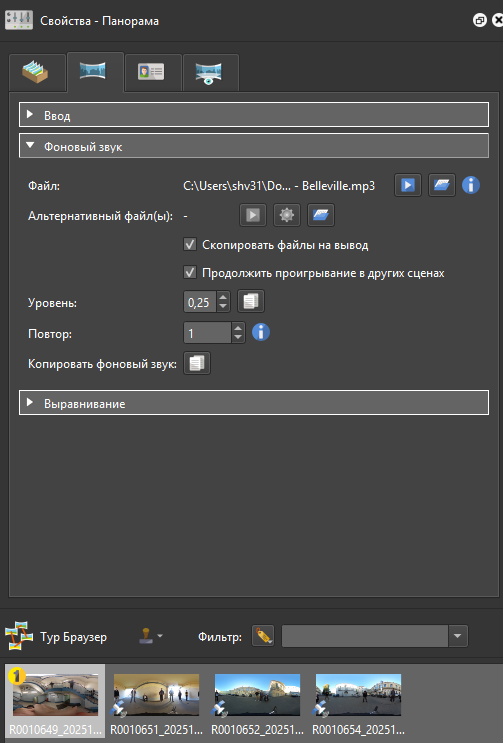 Свойства - Панорама
Ввод
Фоновый звук
Файл: C:\Users\shv31\Do... - Belleville.mp3
Альтернативный файл(ы): -
Скопировать файлы на вывод
Продолжить проигрывание в других сценах
Уровень: 0,25
Повтор: 1
Копировать фоновый звук:
Выравнивание
Тур Браузер Фильтр:
1
R0010649_20251... R0010651_20251... R0010652_20251... R0010654_20251...